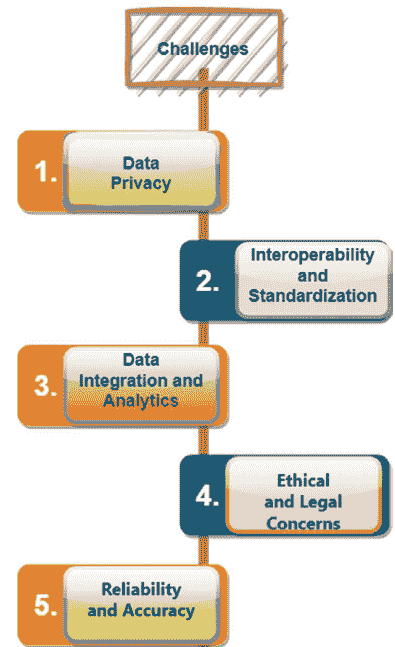 Challenges
1.
Data
Privacy
2.
Interoperability
and
Standardization
3.
Data
Integration and
Analytics
4.
Ethical
and Legal
Concerns
5.
Reliability
and Accuracy